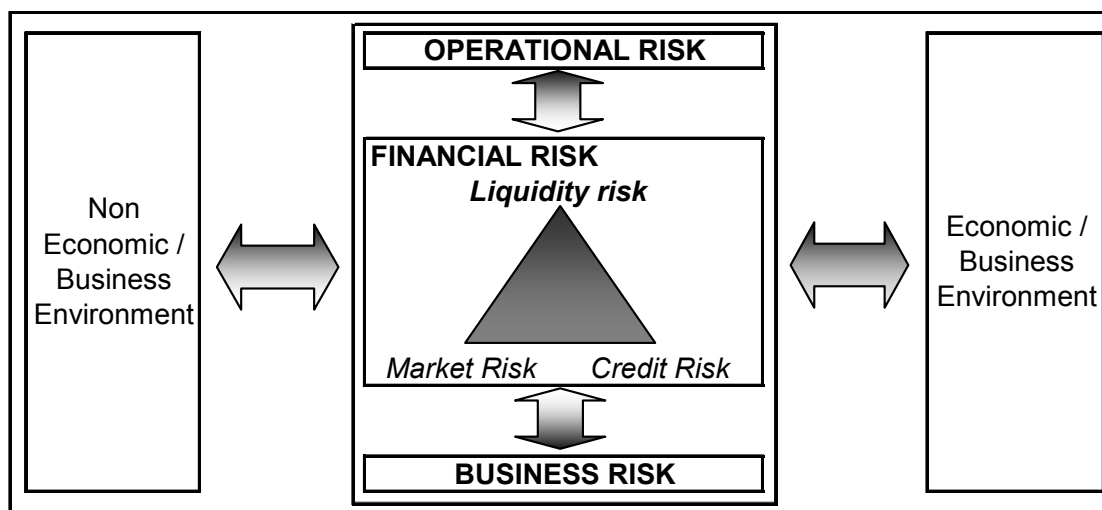 OPERATIONAL RISK
FINANCIAL RISK
Liquidity risk
Market Risk
Credit Risk
BUSINESS RISK
Non
Economic /
Business
Environment
Economic /
Business
Environment